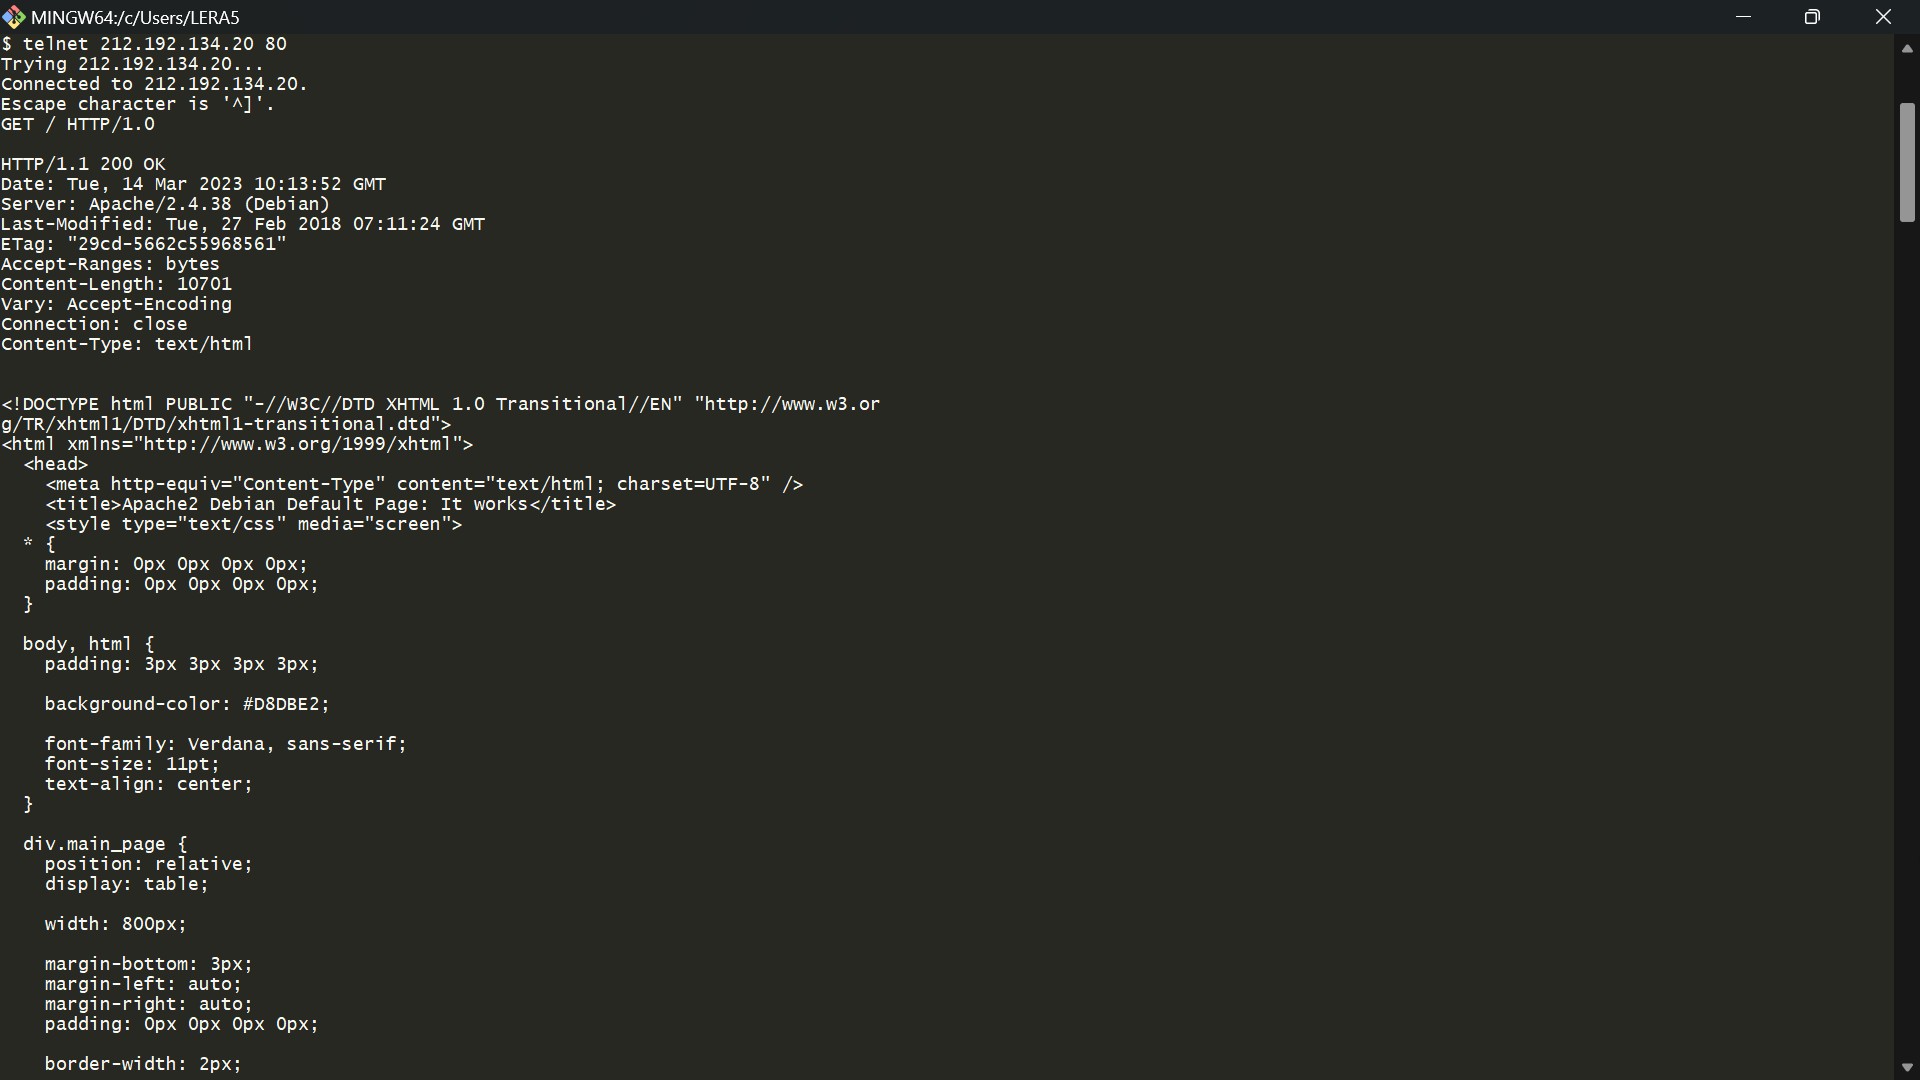 MINGW64:/c/Users/LERA5
$ telnet 212.192.134.20 80
Trying 212.192.134.20...
Connected to 212.192.134.20.
Escape character is '^]'.
GET / HTTP/1.0

HTTP/1.1 200 OK
Date: Tue, 14 Mar 2023 10:13:52 GMT
Server: Apache/2.4.38 (Debian)
Last-Modified: Tue, 27 Feb 2018 07:11:24 GMT
ETag: "29cd-5662c55968561"
Accept-Ranges: bytes
Content-Length: 10701
Vary: Accept-Encoding
Connection: close
Content-Type: text/html


<!DOCTYPE html PUBLIC "-//W3C//DTD XHTML 1.0 Transitional//EN" "http://www.w3.or
g/TR/xhtml1/DTD/xhtml1-transitional.dtd">
<html xmlns="http://www.w3.org/1999/xhtml">
  <head>
    <meta http-equiv="Content-Type" content="text/html; charset=UTF-8" />
    <title>Apache2 Debian Default Page: It works</title>
    <style type="text/css" media="screen">
  * {
    margin: 0px 0px 0px 0px;
    padding: 0px 0px 0px 0px;
  }

  body, html {
    padding: 3px 3px 3px 3px;

    background-color: #D8DBE2;

    font-family: Verdana, sans-serif;
    font-size: 11pt;
    text-align: center;
  }

  div.main_page {
    position: relative;
    display: table;

    width: 800px;

    margin-bottom: 3px;
    margin-left: auto;
    margin-right: auto;
    padding: 0px 0px 0px 0px;

    border-width: 2px;